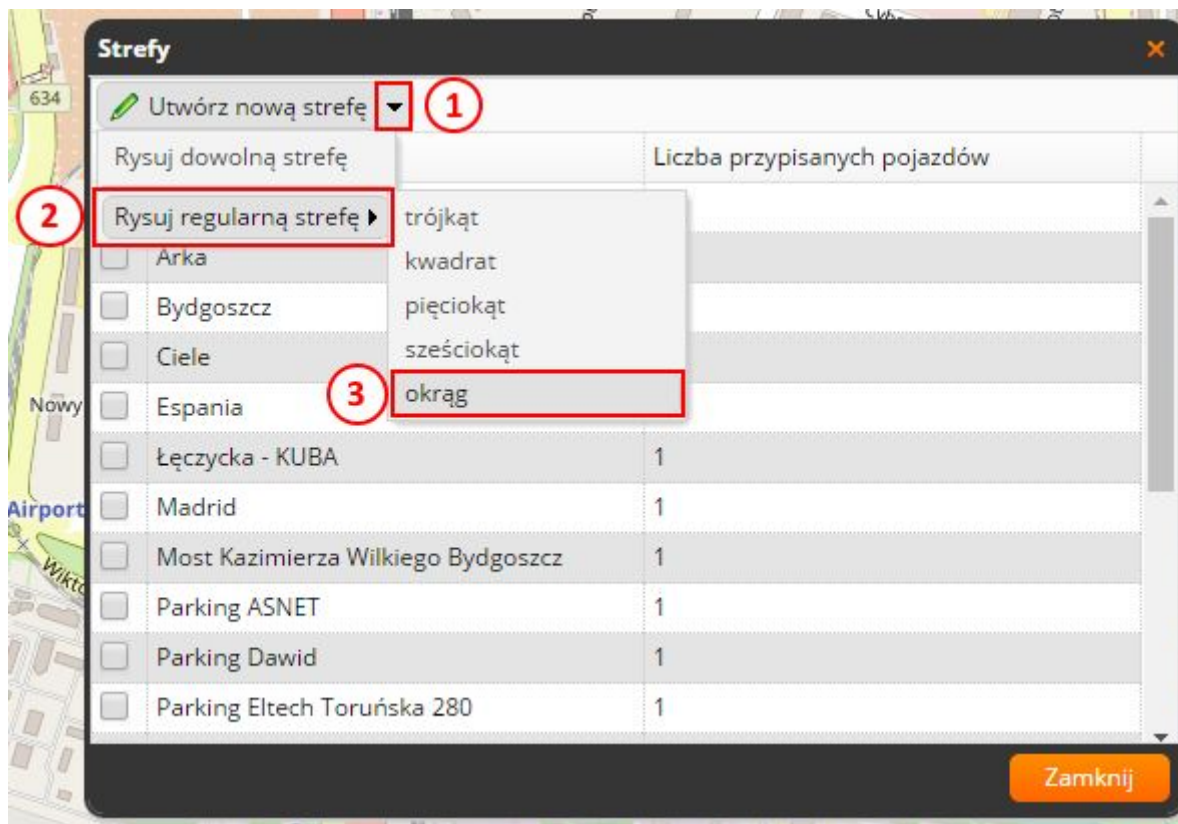 Strefy
634
Utwórz nową strefę
1
Rysuj dowolną strefę
Liczba przypisanych pojazdów
2
Rysuj regularną strefę
trójkąt
Arka
kwadrat
Bydgoszcz
pięciokąt
Ciele
sześciokąt
3
okrąg
Nowy
Espania
Łęczycka - KUBA 1
Airport
Madrid 1
Most Kazimierza Wilkiego Bydgoszcz 1
Parking ASNET 1
Parking Dawid 1
Parking Eltech Toruńska 280 1
Zamknij